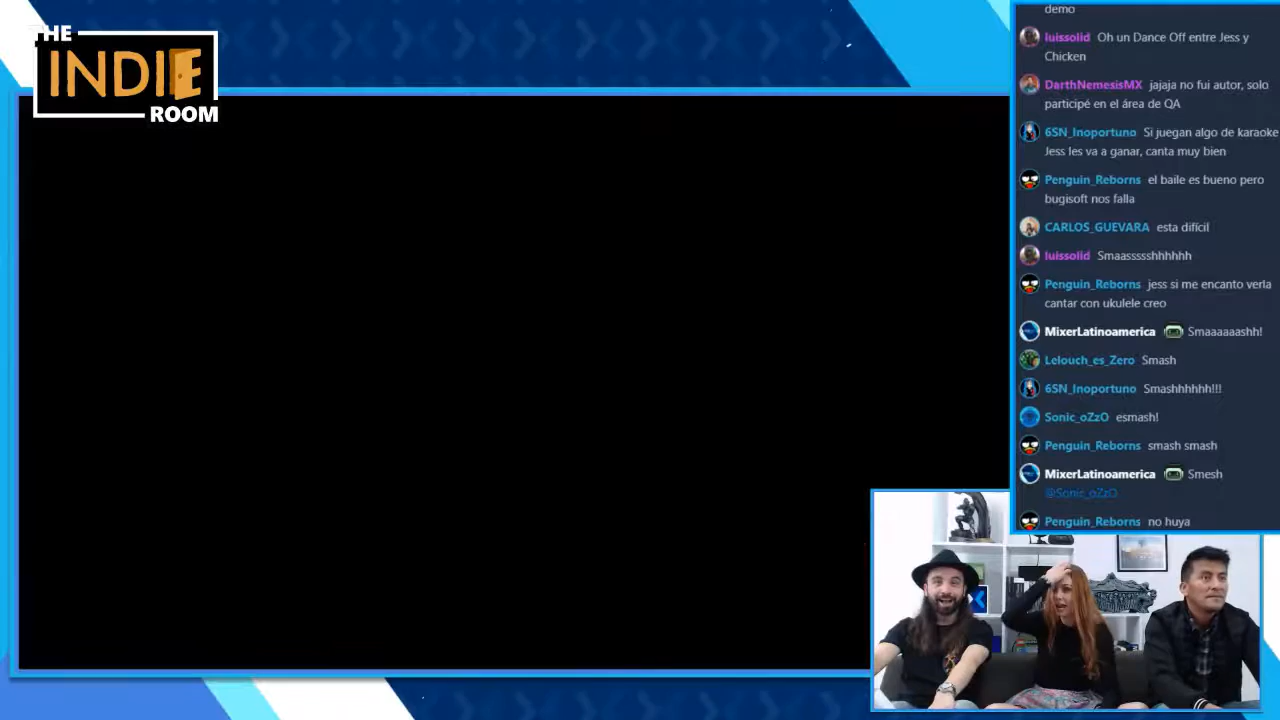 THE
INDIE
ROOM
demo
luissolid Oh un Dance Off entre Jess y
Chicken
DarthNemesisMX jajaja no fui autor, solo
participé en el área de QA
6SN_Inoportuno Si juegan algo de karaoke
Jess les va a ganar, canta muy bien
Penguin_Reborns el baile es bueno pero
bugisoft nos falla
CARLOS_GUEVARA esta difícil
luissolid Smaassssshhhhhh
Penguin_Reborns jess si me encanto verla
cantar con ukulele creo
MixerLatinoamerica Smaaaaaashh!
Lelouch_es_Zero Smash
6SN_Inoportuno Smashhhhhh!!!
Sonic_oZzO esmash!
Penguin_Reborns smash smash
MixerLatinoamerica Smesh
@Sonic_oZzO
Penguin_Reborns no huya